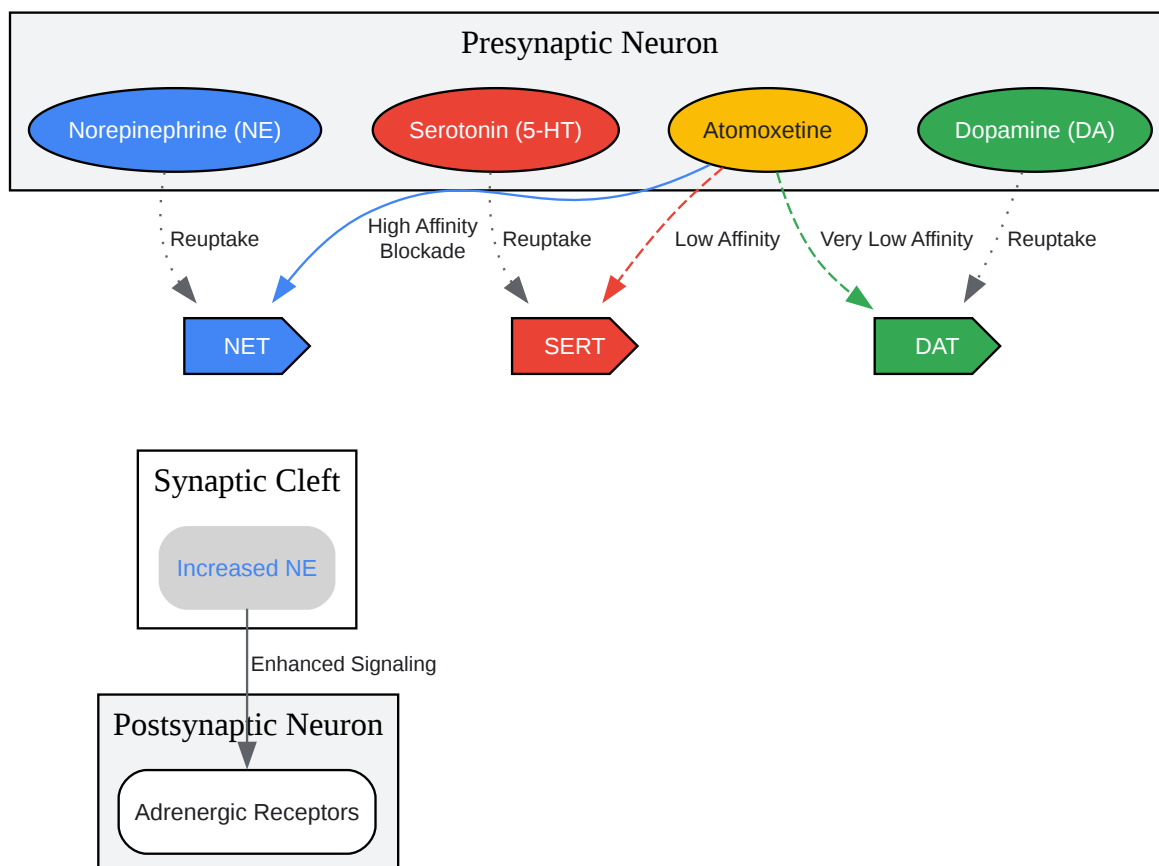 Presynaptic Neuron
Norepinephrine (NE)
Serotonin (5-HT)
Atomoxetine
Dopamine (DA)
Reuptake
High Affinity
Blockade
Reuptake
Low Affinity
Very Low Affinity
Reuptake
NET
SERT
DAT
Synaptic Cleft
Increased NE
Enhanced Signaling
Postsynaptic Neuron
Adrenergic Receptors